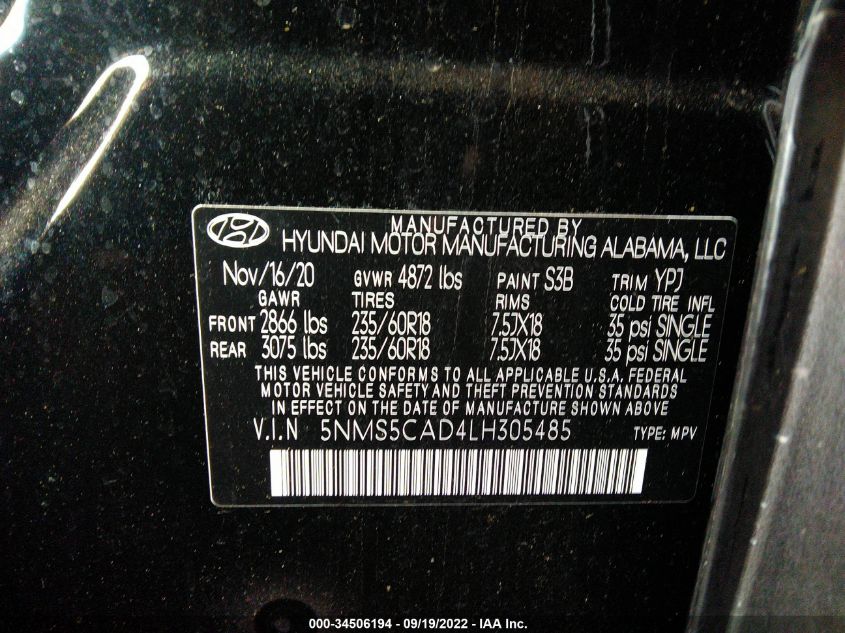 MANUFACTURED BY
HYUNDAI MOTOR MANUFACTURING ALABAMA, LLC
Nov/16/20 GVWR 4872 lbs PAINT S3B TRIM YPJ
GAWR TIRES RIMS COLD TIRE INFL
FRONT 2866 lbs 235/60R18 7.5JX18 35 psi SINGLE
REAR 3075 lbs 235/60R18 7.5JX18 35 psi SINGLE
THIS VEHICLE CONFORMS TO ALL APPLICABLE U.S.A. FEDERAL
MOTOR VEHICLE SAFETY AND THEFT PREVENTION STANDARDS
IN EFFECT ON THE DATE OF MANUFACTURE SHOWN ABOVE
V.I.N 5NMS5CAD4LH305485 TYPE: MPV
000-34506194 - 09/19/2022 - IAA Inc.